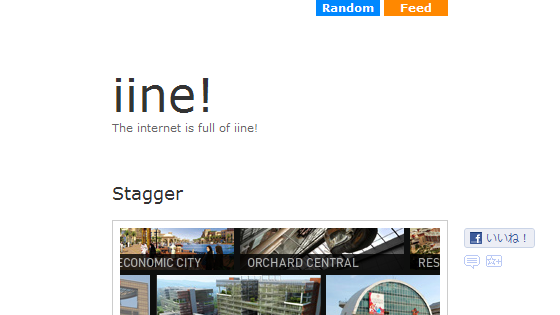 Random Feed
iine!
The internet is full of iine!
Stagger
ECONOMIC CITY ORCHARD CENTRAL RES
いいね！